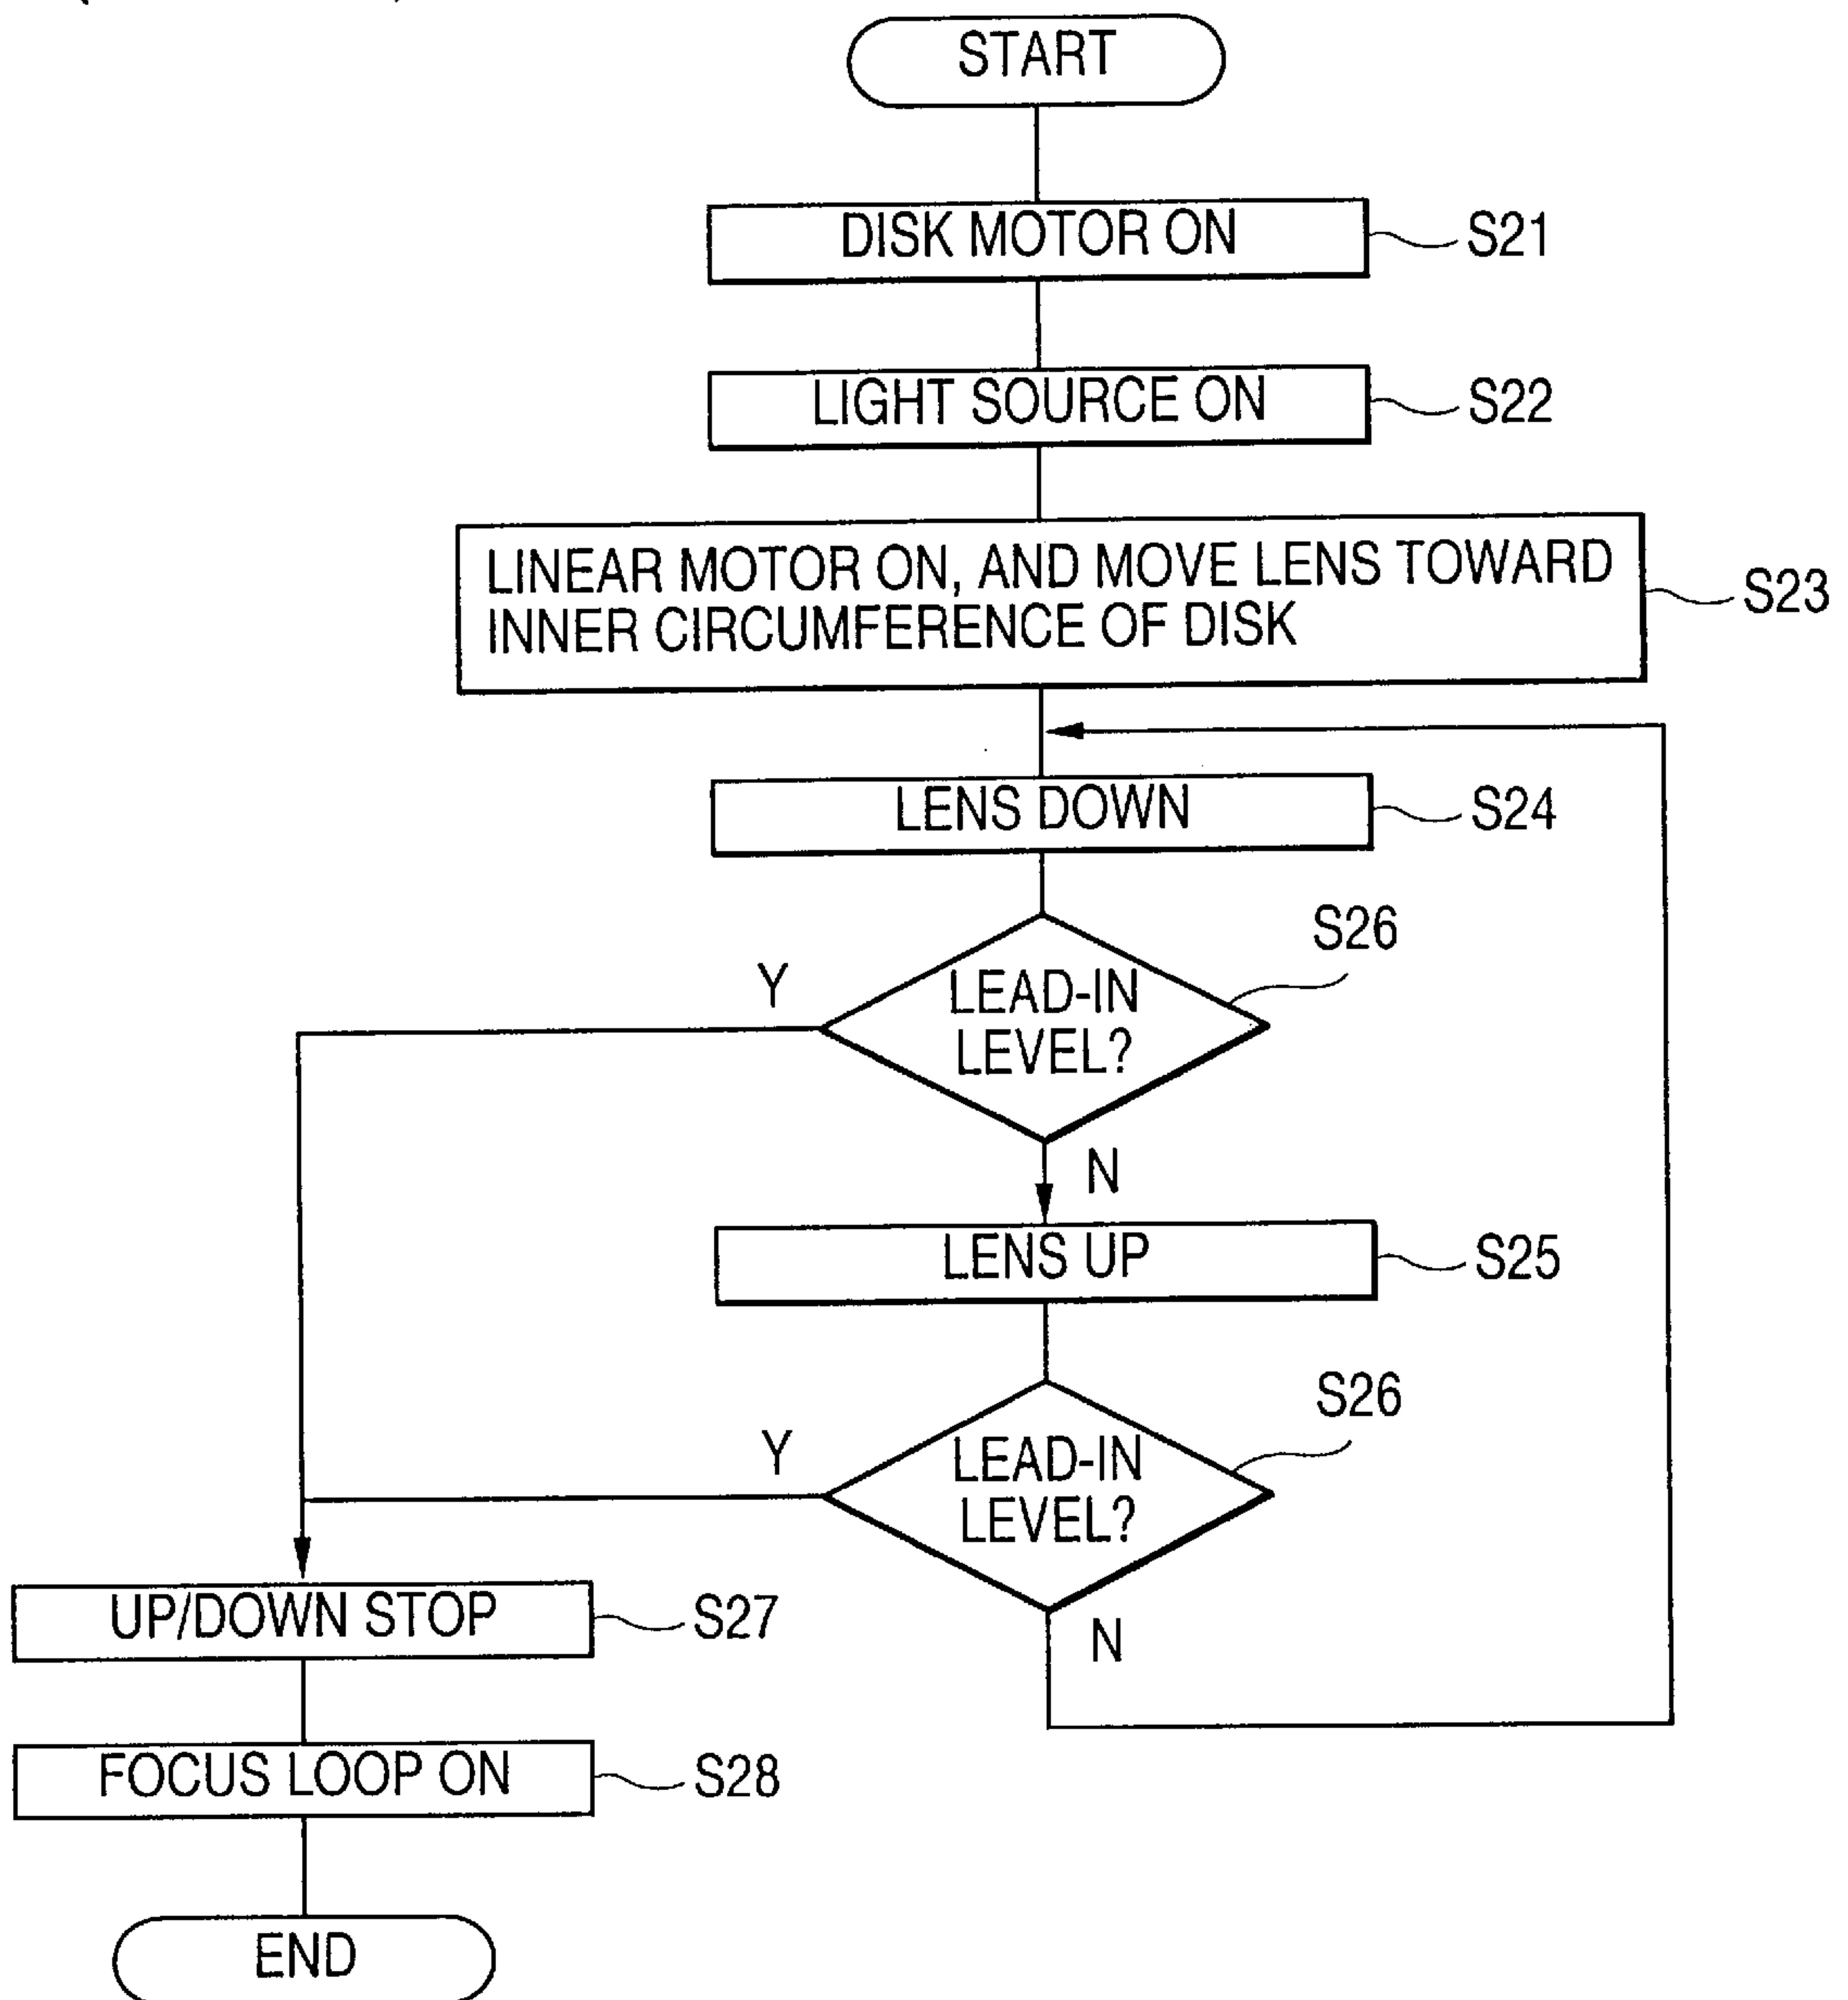 START
DISK MOTOR ON
S21
LIGHT SOURCE ON
S22
LINEAR MOTOR ON, AND MOVE LENS TOWARD
INNER CIRCUMFERENCE OF DISK
S23
LENS DOWN
S24
S26
Y
LEAD-IN
LEVEL?
N
LENS UP
S25
S26
Y
LEAD-IN
LEVEL?
N
UP/DOWN STOP
S27
FOCUS LOOP ON
S28
END